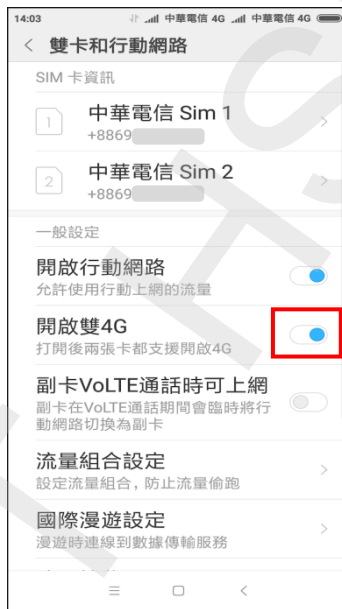 14:03 中華電信 4G 中華電信 4G
雙卡和行動網路
SIM 卡資訊
1 中華電信 Sim 1
+8869
2 中華電信 Sim 2
+8869
一般設定
開啟行動網路
允許使用行動上網的流量
開啟雙4G
打開後兩張卡都支援開啟4G
副卡VoLTE通話時可上網
副卡在VoLTE通話期間會臨時將行
動網路切換為副卡
流量組合設定
設定流量組合, 防止流量偷跑
國際漫遊設定
漫遊時連線到數據傳輸服務